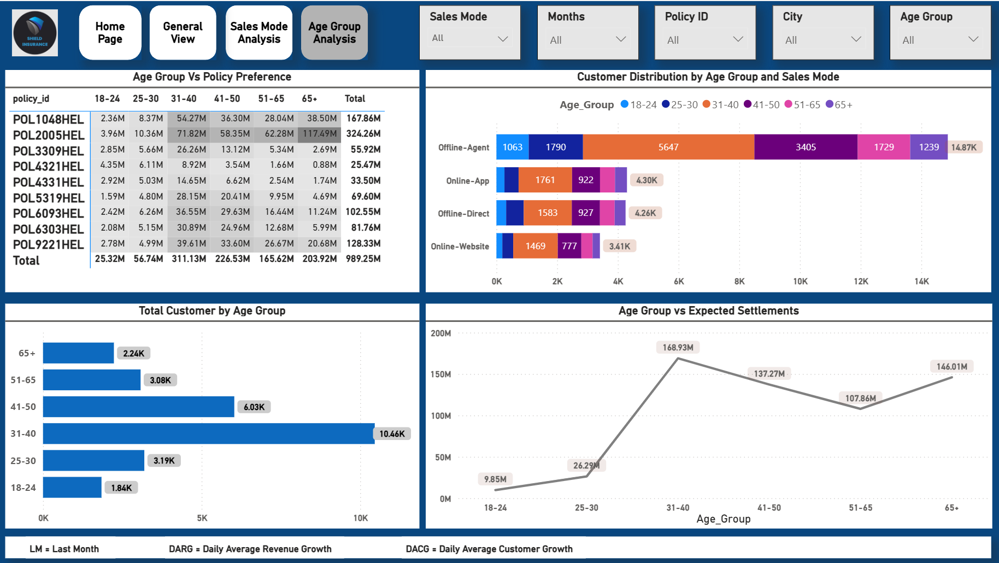 SHIELD
INSURANCE
Home
Page
General
View
Sales Mode
Analysis
Age Group
Analysis
Sales Mode
All
Months
All
Policy ID
All
City
All
Age Group
All
Age Group Vs Policy Preference
policy_id 18-24 25-30 31-40 41-50 51-65 65+ Total
POL1048HEL 2.36M 8.37M 54.27M 36.30M 28.04M 38.50M 167.86M
POL2005HEL 3.96M 10.36M 71.82M 58.35M 62.28M 117.49M 324.26M
POL3309HEL 2.85M 5.66M 26.26M 13.12M 5.34M 2.69M 55.92M
POL4321HEL 4.35M 6.11M 8.92M 3.54M 1.66M 0.88M 25.47M
POL4331HEL 2.92M 5.03M 14.65M 6.62M 2.54M 1.74M 33.50M
POL5319HEL 1.59M 4.80M 28.15M 20.41M 9.95M 4.69M 69.60M
POL6093HEL 2.42M 6.26M 36.55M 29.63M 16.44M 11.24M 102.55M
POL6303HEL 2.08M 5.15M 30.89M 24.96M 12.68M 5.99M 81.76M
POL9221HEL 2.78M 4.99M 39.61M 33.60M 26.67M 20.68M 128.33M
Total 25.32M 56.74M 311.13M 226.53M 165.62M 203.92M 989.25M
Customer Distribution by Age Group and Sales Mode
Age_Group 18-24 25-30 31-40 41-50 51-65 65+
Offline-Agent 1063 1790 5647 3405 1729 1239 14.87K
Online-App 1761 922 4.30K
Offline-Direct 1583 927 4.26K
Online-Website 1469 777 3.41K
0K 2K 4K 6K 8K 10K 12K 14K
Total Customer by Age Group
65+ 2.24K
51-65 3.08K
41-50 6.03K
31-40 10.46K
25-30 3.19K
18-24 1.84K
0K 5K 10K
Age Group vs Expected Settlements
200M
168.93M
150M
137.27M
146.01M
107.86M
100M
50M
26.29M
9.85M
0M
18-24 25-30 31-40 41-50 51-65 65+
Age_Group
LM = Last Month DARG = Daily Average Revenue Growth DACG = Daily Average Customer Growth